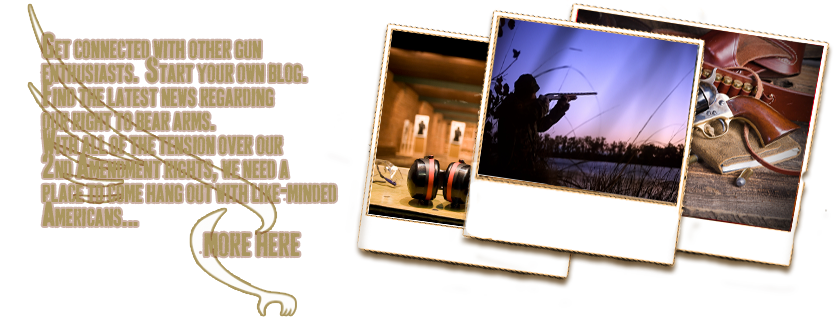 Get connected with other gun
enthusiasts. Start your own blog.
Find the latest news regarding
our right to bear arms.
With all of the tension over our
2nd Amendment rights, we need a
place to come hang out with like-minded
Americans...
MORE HERE